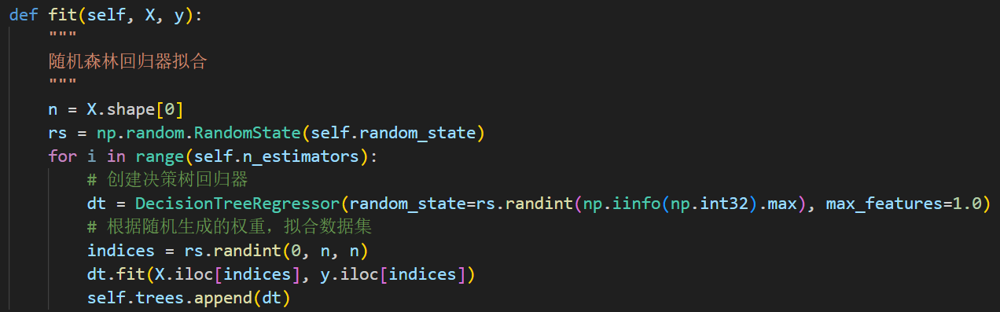 def fit(self, X, y):
    """
    随机森林回归器拟合
    """
    n = X.shape[0]
    rs = np.random.RandomState(self.random_state)
    for i in range(self.n_estimators):
        # 创建决策树回归器
        dt = DecisionTreeRegressor(random_state=rs.randint(np.iinfo(np.int32).max), max_features=1.0)
        # 根据随机生成的权重，拟合数据集
        indices = rs.randint(0, n, n)
        dt.fit(X.iloc[indices], y.iloc[indices])
        self.trees.append(dt)